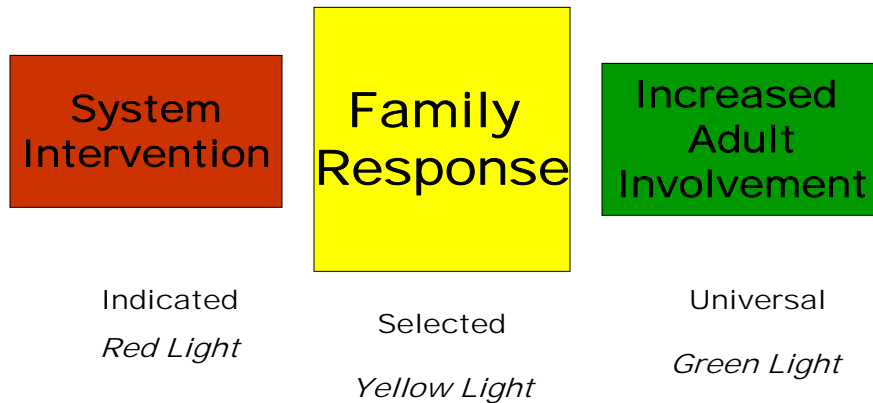 System
Intervention
Indicated
Red Light
Family
Response
Selected
Yellow Light
Increased
Adult
Involvement
Universal
Green Light